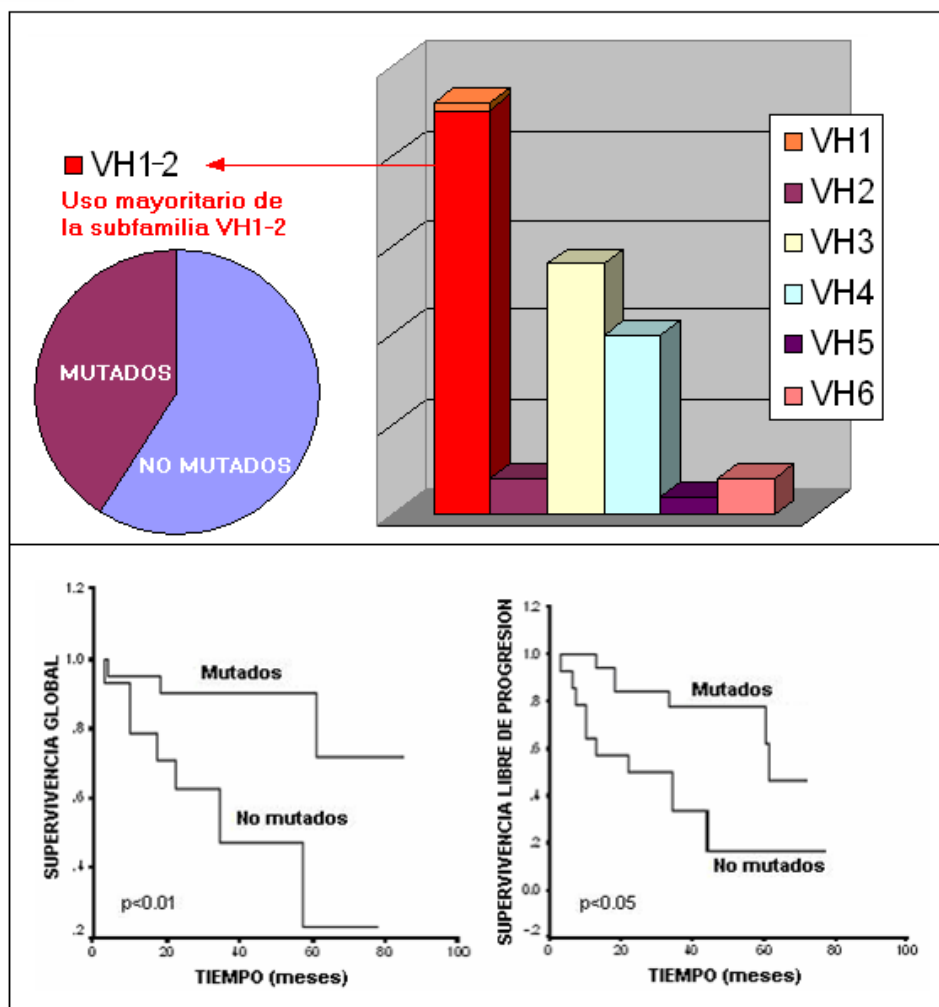 VH1-2
Uso mayoritario de
la subfamilia VH1-2
MUTADOS
NO MUTADOS
VH1
VH2
VH3
VH4
VH5
VH6
SUPERVIVENCIA GLOBAL
1.2
1.0
.8
.6
.4
.2
Mutados
No mutados
p<0.01
0
20
40
60
80
100
TIEMPO (meses)
SUPERVIVENCIA LIBRE DE PROGRESION
1.2
1.0
.8
.6
.4
.2
0.0
-2
Mutados
No mutados
p<0.05
0
20
40
60
80
100
TIEMPO (meses)